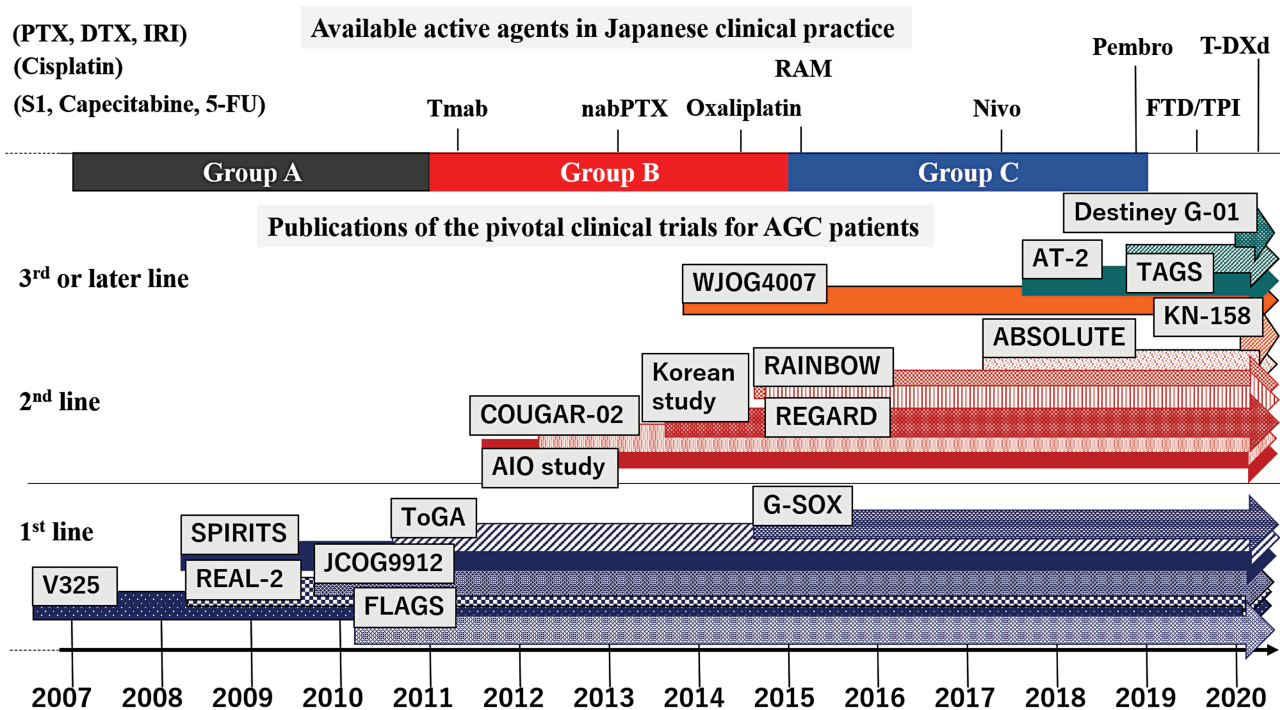 Available active agents in Japanese clinical practice
(PTX, DTX, IRI)
(Cisplatin)
(S1, Capecitabine, 5-FU)
Tmab
nabPTX
Oxaliplatin
RAM
Nivo
Pembro
FTD/TPI
T-DXd
Group A
Group B
Group C
Publications of the pivotal clinical trials for AGC patients
3rd or later line
Destiney G-01
AT-2
TAGS
WJOG4007
KN-158
2nd line
ABSOLUTE
RAINBOW
Korean
study
REGARD
COUGAR-02
AIO study
1st line
G-SOX
ToGA
SPIRITS
JCOG9912
REAL-2
V325
FLAGS
2007 2008 2009 2010 2011 2012 2013 2014 2015 2016 2017 2018 2019 2020